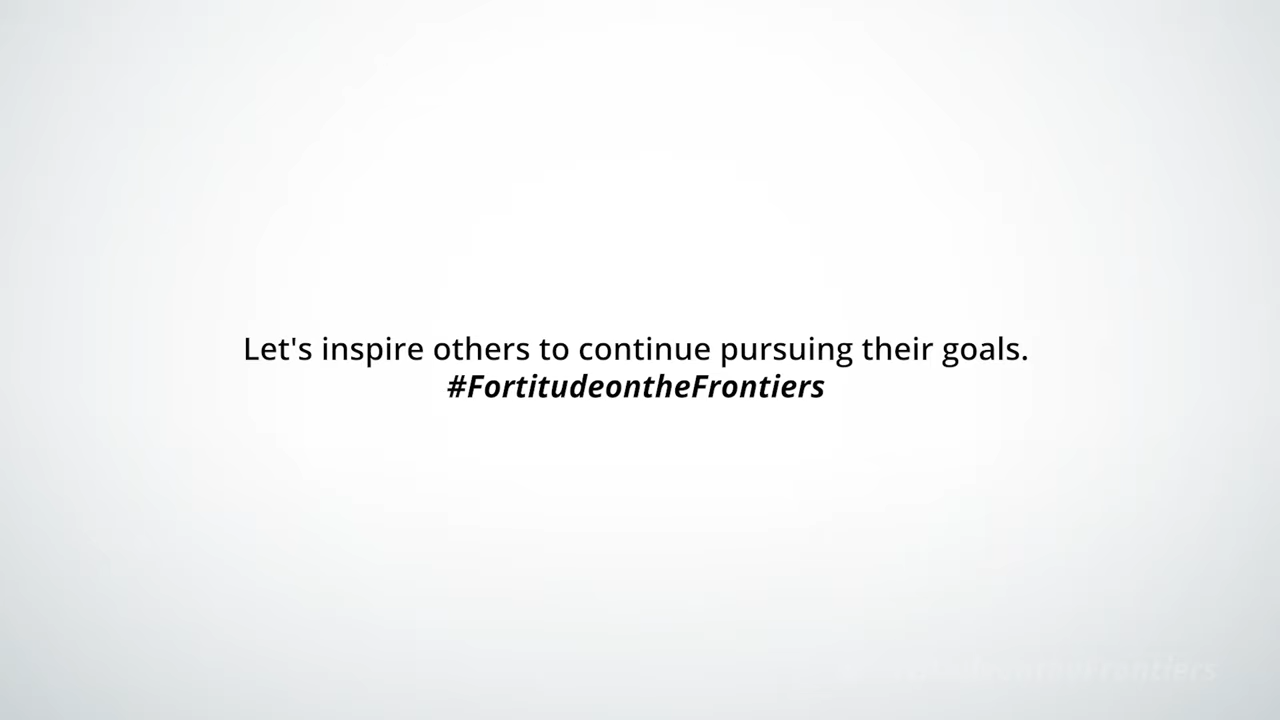 Let's inspire others to continue pursuing their goals.
#FortitudeontheFrontiers